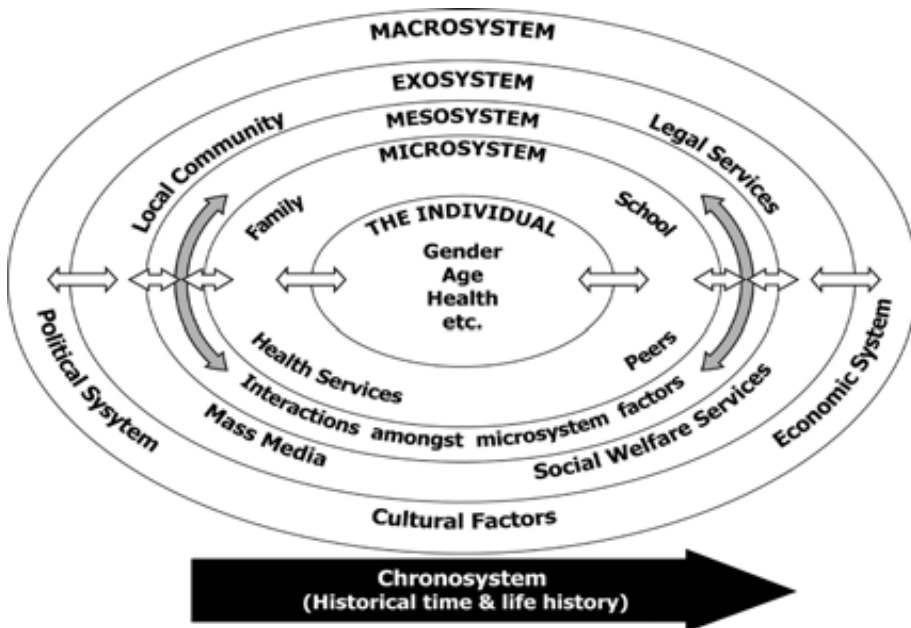 MACROSYSTEM
EXOSYSTEM
MESOSYSTEM
MICROSYSTEM
Local Community
Legal Services
Family
School
THE INDIVIDUAL
Gender
Age
Health
etc.
Health Services
Peers
Interactions amongst microsystem factors
Mass Media
Social Welfare Services
Political Sysytem
Economic System
Cultural Factors
Chronosystem
(Historical time & life history)